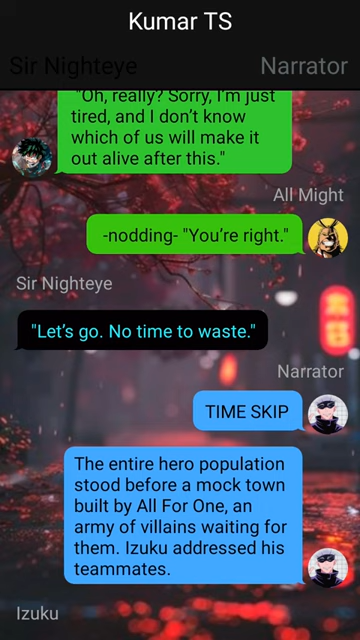 Kumar TS
Sir Nighteye
Narrator
"Oh, really? Sorry, I'm just
tired, and I don't know
which of us will make it
out alive after this."
All Might
-nodding- "You're right."
Sir Nighteye
"Let's go. No time to waste."
Narrator
TIME SKIP
The entire hero population
stood before a mock town
built by All For One, an
army of villains waiting for
them. Izuku addressed his
teammates.
Izuku